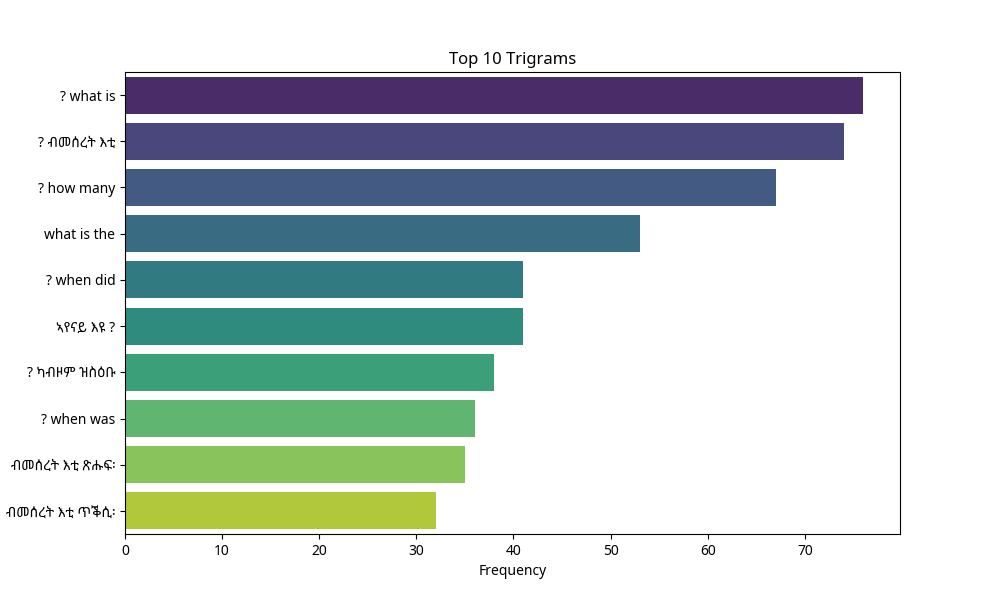 Top 10 Trigrams
? what is
? ብመሰረት እቲ
? how many
what is the
? when did
ኣየናይ እዩ ?
? ካብዞም ዝስዕቡ
? when was
ብመሰረት እቲ ጽሑፍ፡
ብመሰረት እቲ ጥቕሲ፡
0 10 20 30 40 50 60 70
Frequency